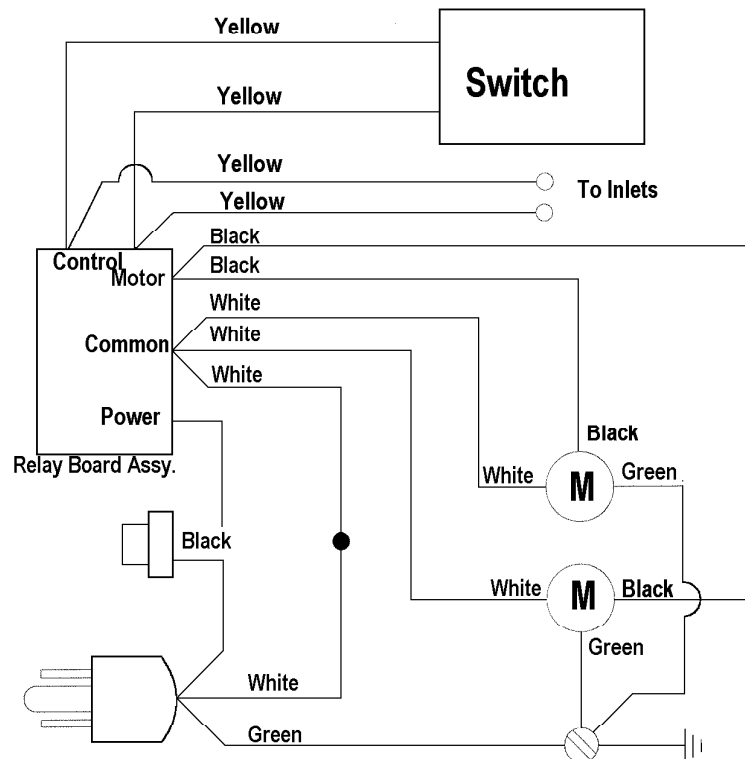 Yellow
Switch
Yellow
Yellow
To Inlets
Yellow
Black
Control
Motor
Black
White
White
Common
White
Power
Black
Relay Board Assy.
White
M
Green
Black
White
M
Black
Green
White
Green